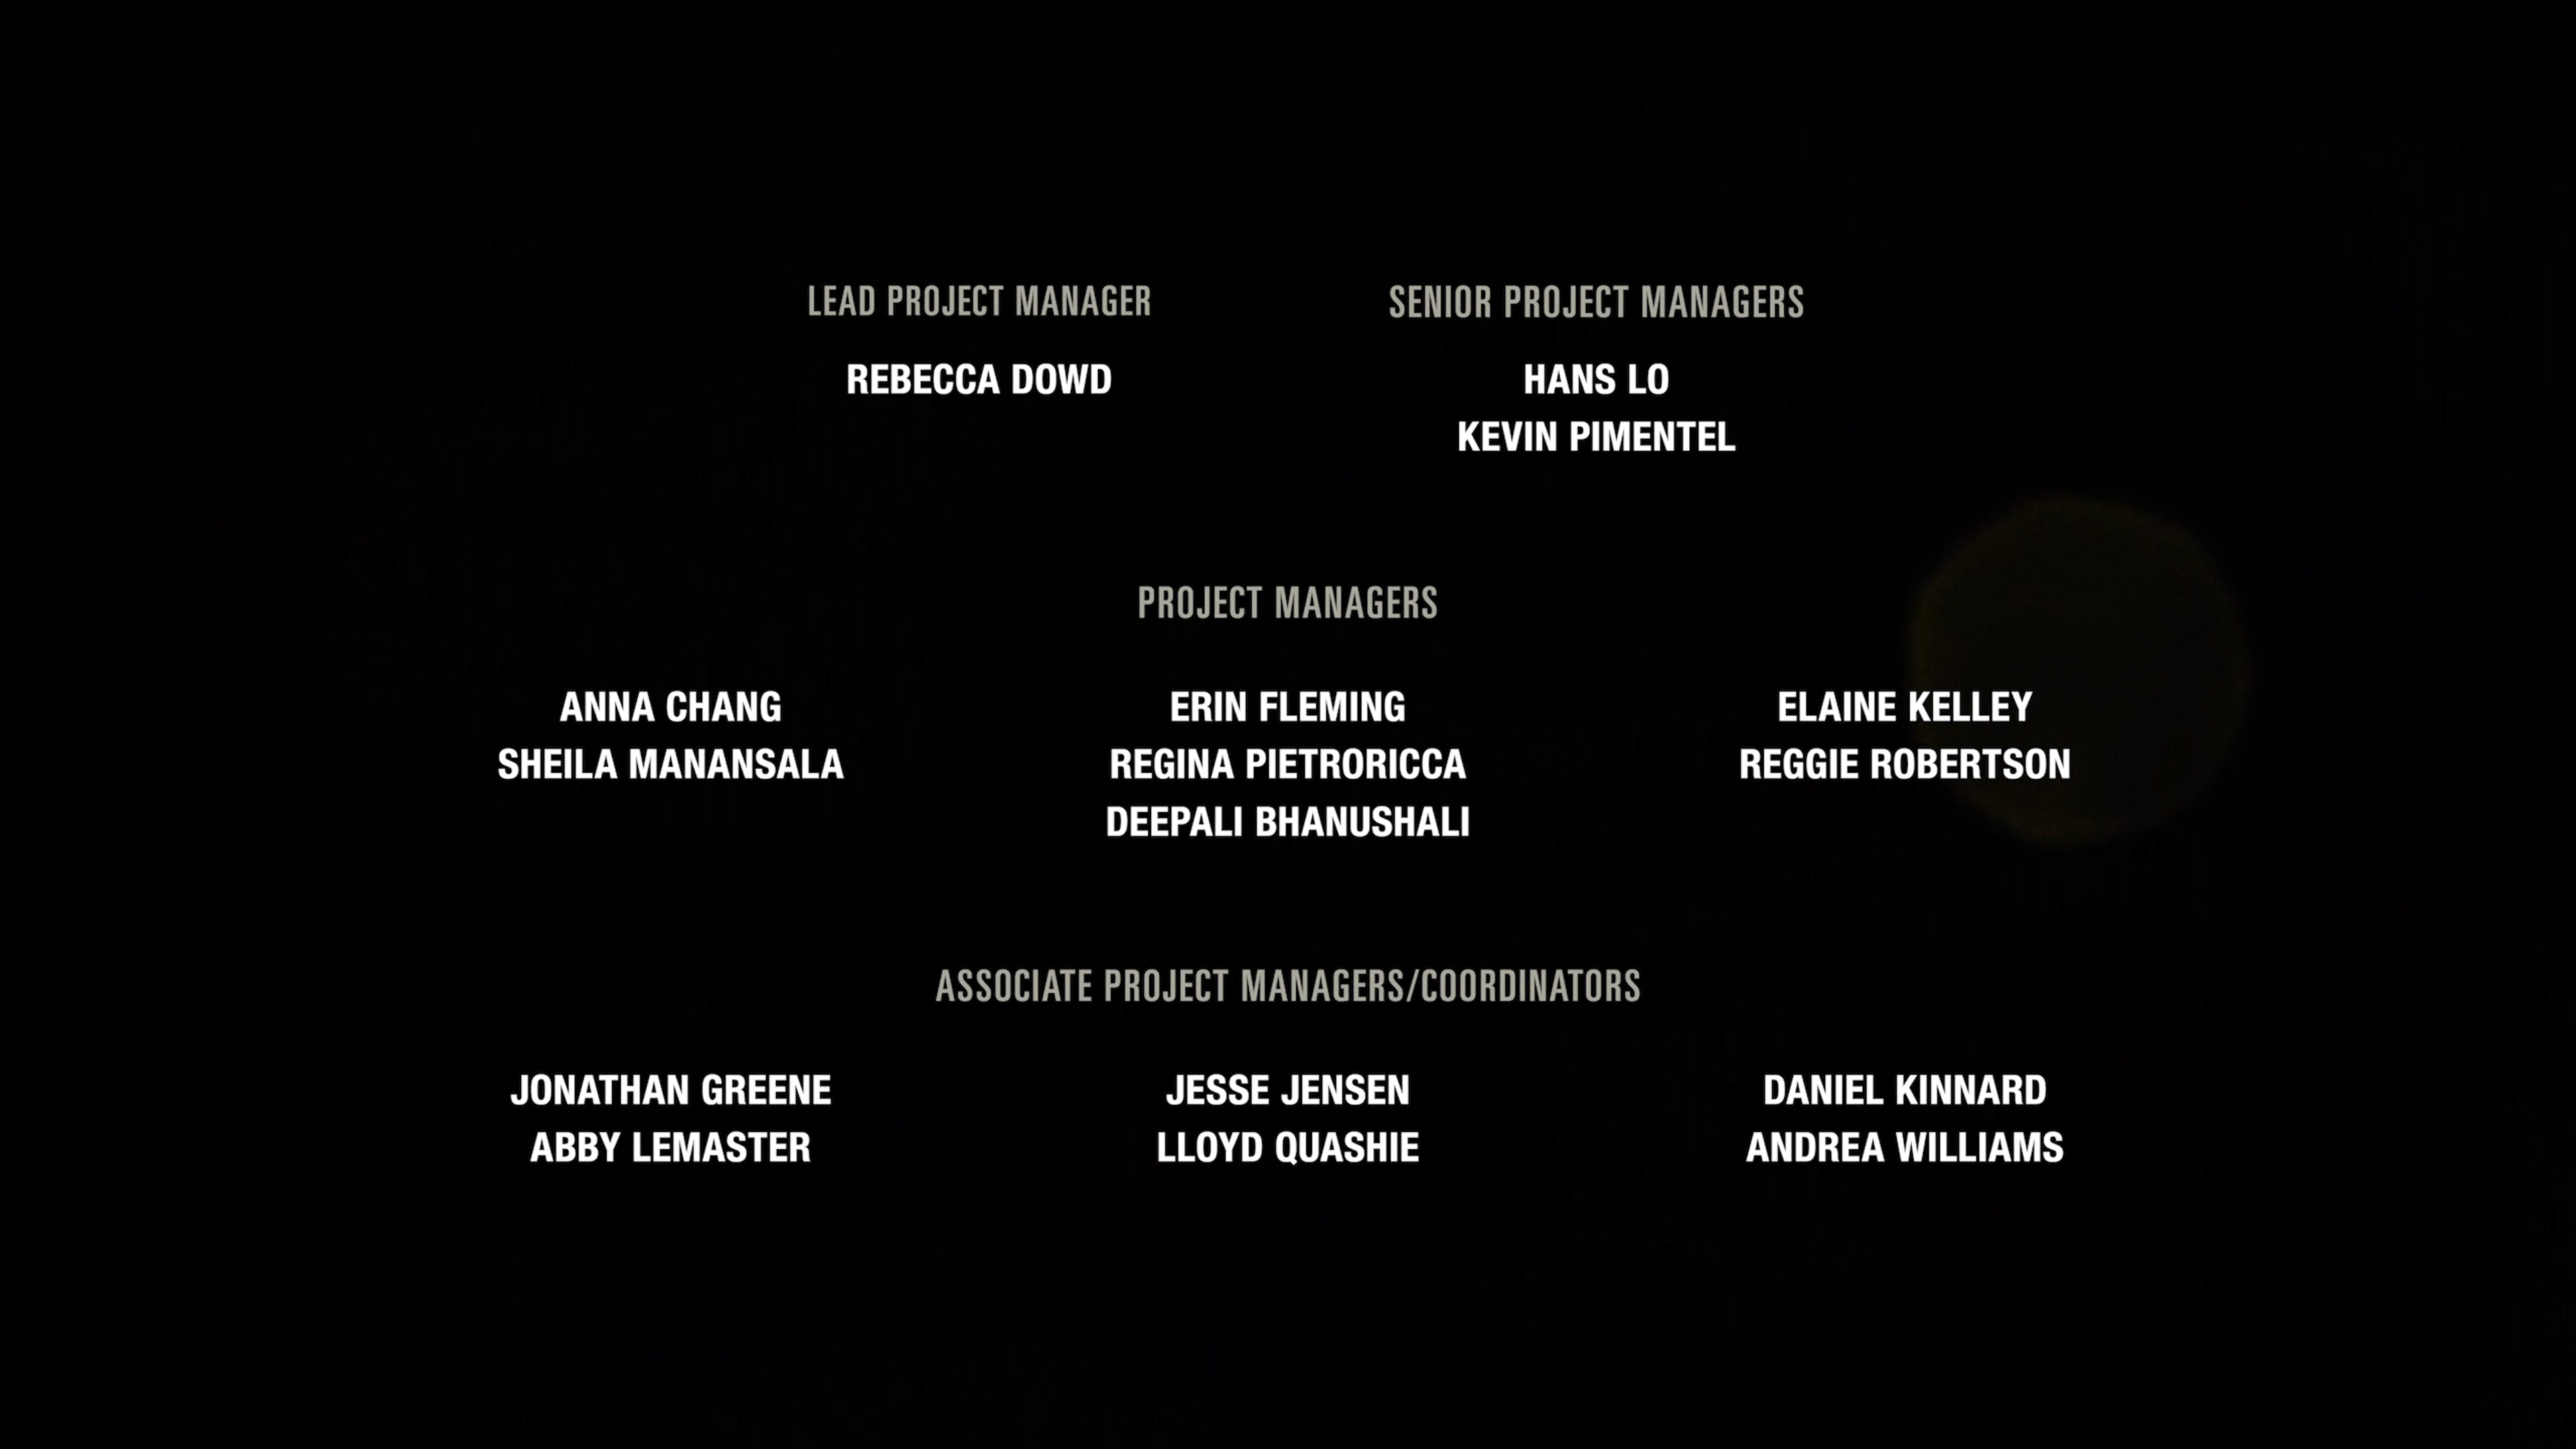 LEAD PROJECT MANAGER
REBECCA DOWD
SENIOR PROJECT MANAGERS
HANS LO
KEVIN PIMENTEL
PROJECT MANAGERS
ANNA CHANG
SHEILA MANANSALA
ERIN FLEMING
REGINA PIETRORICCA
DEEPALI BHANUSHALI
ELAINE KELLEY
REGGIE ROBERTSON
ASSOCIATE PROJECT MANAGERS/COORDINATORS
JONATHAN GREENE
ABBY LEMASTER
JESSE JENSEN
LLOYD QUASHIE
DANIEL KINNARD
ANDREA WILLIAMS